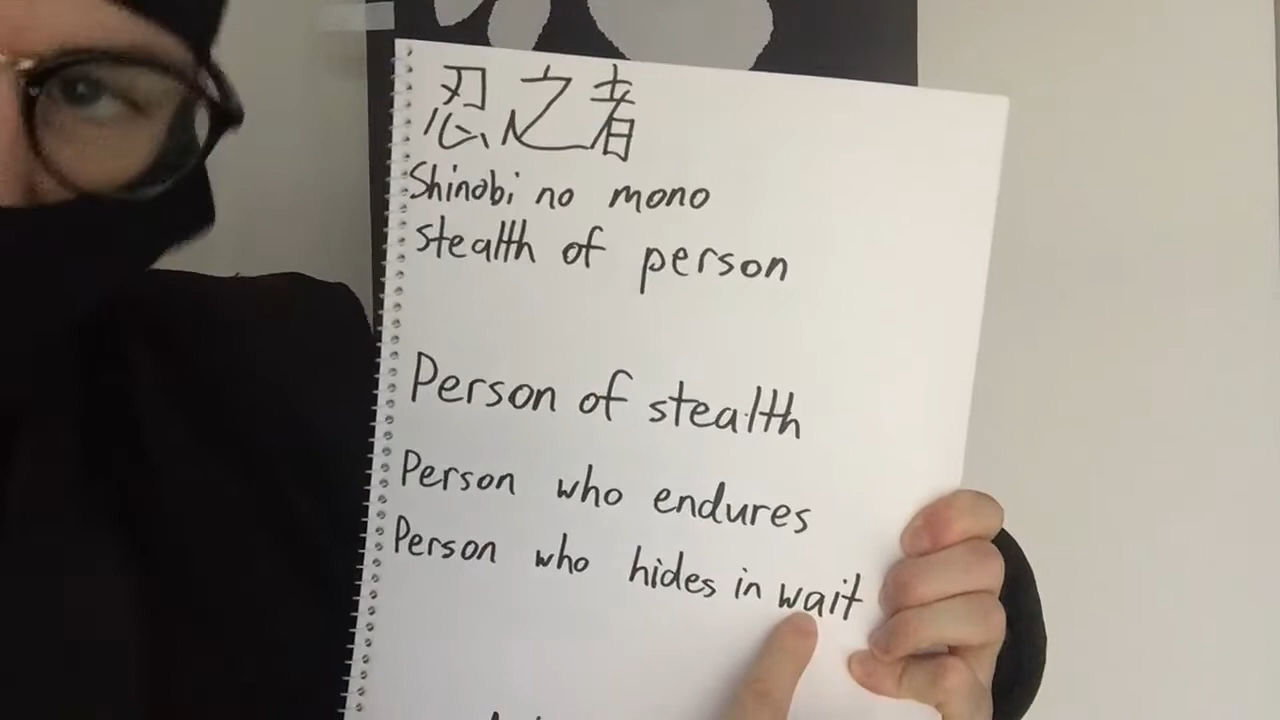 忍之者
Shinobi no mono
stealth of person
Person of stealth
Person who endures
Person who hides in wait